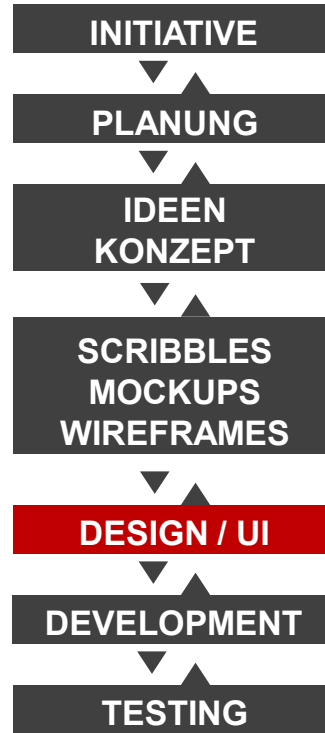 INITIATIVE
PLANUNG
IDEEN
KONZEPT
SCRIBBLES
MOCKUPS
WIREFRAMES
DESIGN / UI
DEVELOPMENT
TESTING